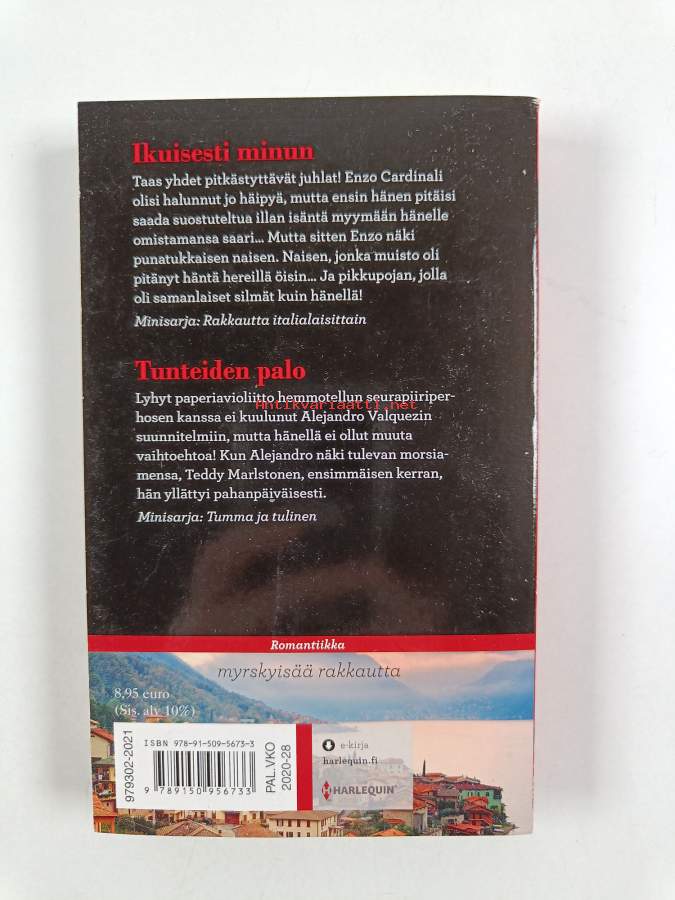 Ikuisesti minun
Taas yhdet pitkästyttävät juhlat! Enzo Cardinali
olisi halunnut jo häipyä, mutta ensin hänen pitäisi
saada suostuteltua illan isäntä myymään hänelle
omistamansa saari... Mutta sitten Enzo näki
punatukkaisen naisen. Naisen, jonka muisto oli
pitänyt häntä hereillä öisin... Ja pikkupojan, jolla
oli samanlaiset silmät kuin hänellä!
Minisarja: Rakkautta italialaisittain
Tunteiden palo
Lyhyt paperiavioliitto hemmotellun seurapiiriper-
Antikvariaatti.net
hosen kanssa ei kuulunut Alejandro Valquezin
suunnitelmiin, mutta hänellä ei ollut muuta
vaihtoehtoa! Kun Alejandro näki tulevan morsia-
mensa, Teddy Marlstonen, ensimmäisen kerran,
hän yllättyi pahanpäiväisesti.
Minisarja: Tumma ja tulinen
Romantiikka
myrskyisää rakkautta
8,95 euro
(Sis. alv 10%)
979302-2021
ISBN 978-91-509-5673-3
9 789150 956733
PAL.VKO
2020-28
e-kirja
harlequin.fi
HARLEQUIN